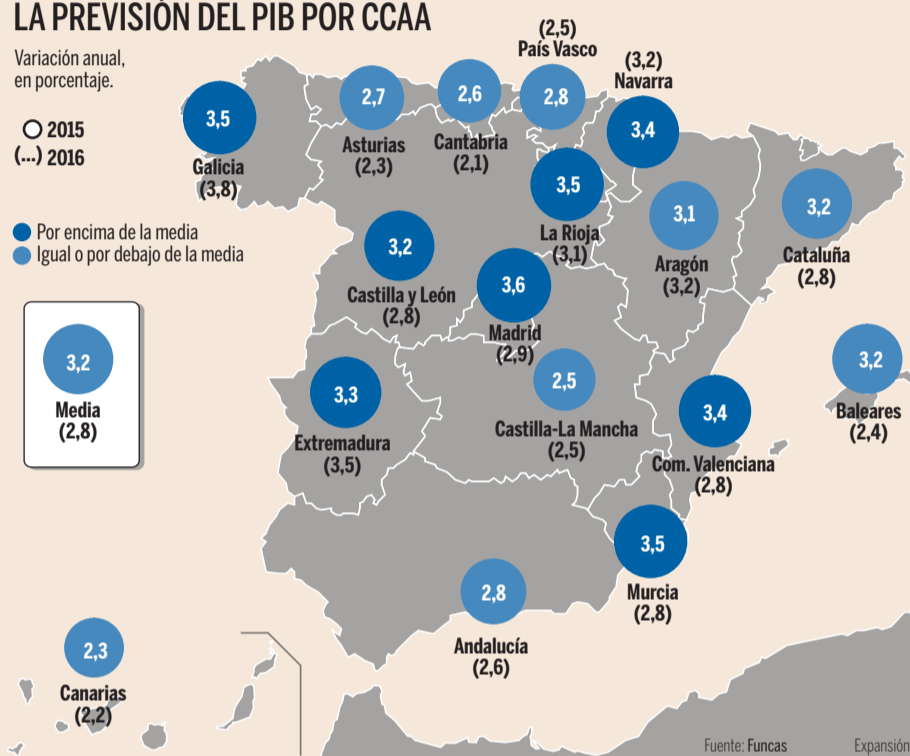 LA PREVISIÓN DEL PIB POR CCAA
Variación anual,
en porcentaje.
2015
(...) 2016
Por encima de la media
Igual o por debajo de la media
3,2
Media
(2,8)
3,5
Galicia
(3,8)
2,7
Asturias
(2,3)
2,6
Cantabria
(2,1)
(2,5)
País Vasco
2,8
(3,2)
Navarra
3,4
3,5
La Rioja
(3,1)
3,1
Aragón
(3,2)
3,2
Cataluña
(2,8)
3,2
Castilla y León
(2,8)
3,6
Madrid
(2,9)
3,3
Extremadura
(3,5)
2,5
Castilla-La Mancha
(2,5)
3,4
Com. Valenciana
(2,8)
3,2
Baleares
(2,4)
3,5
Murcia
(2,8)
2,8
Andalucía
(2,6)
2,3
Canarias
(2,2)
Fuente: Funcas
Expansión